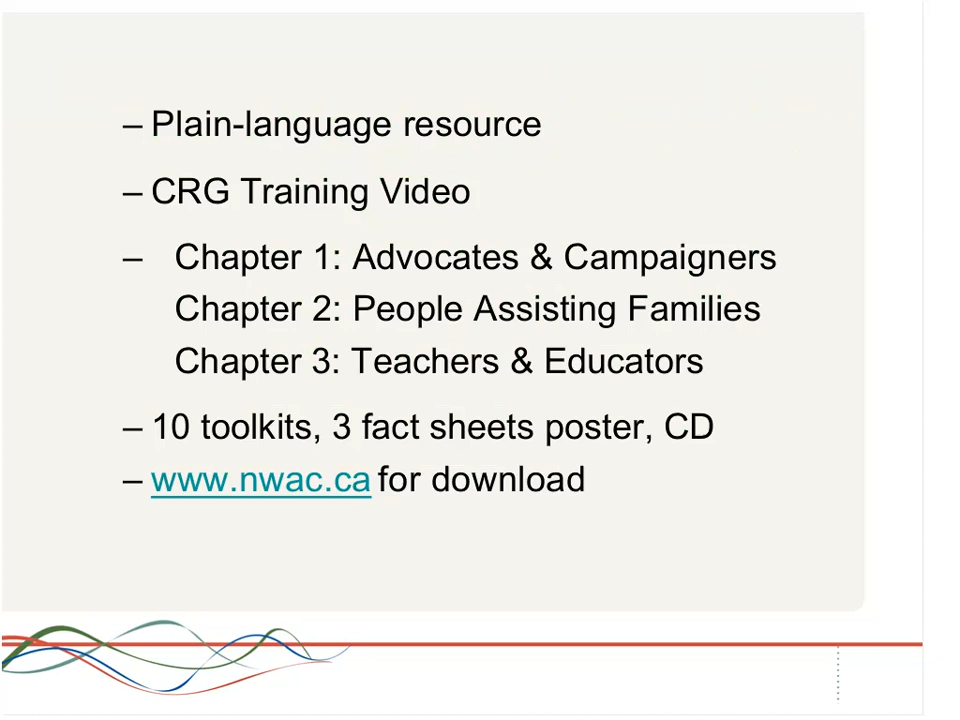 – Plain-language resource
– CRG Training Video
– Chapter 1: Advocates & Campaigners
Chapter 2: People Assisting Families
Chapter 3: Teachers & Educators
– 10 toolkits, 3 fact sheets poster, CD
– www.nwac.ca for download